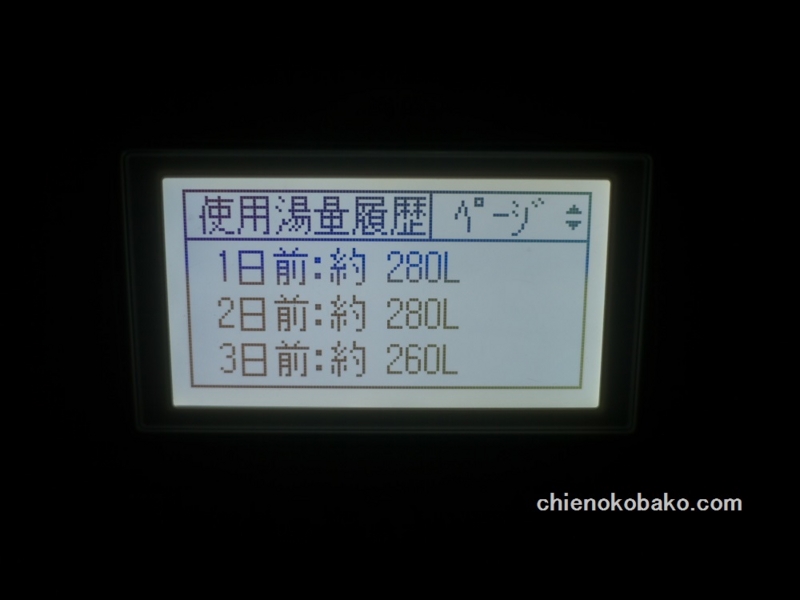 使用湯量履歴 ページ
1日前:約 280L
2日前:約 280L
3日前:約 260L
chienokobako.com